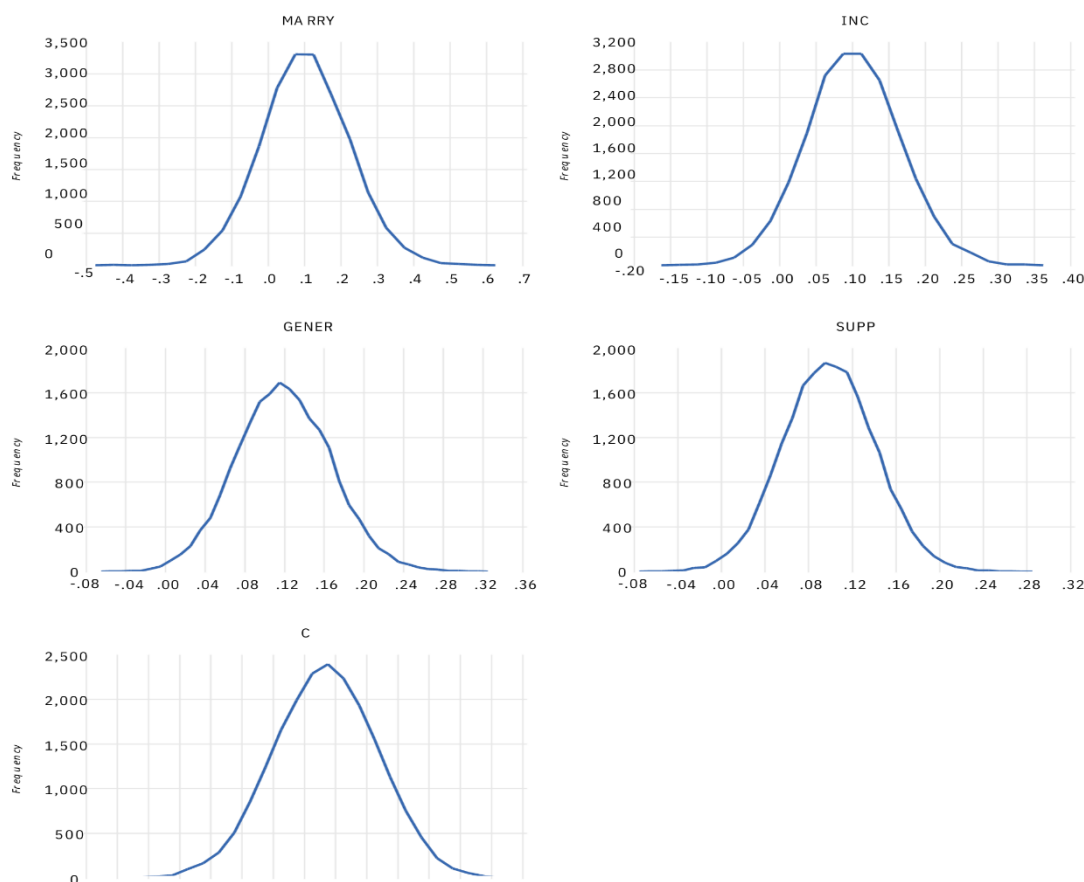 MA RRY
3,500
3,000
2,500
2,000
1,500
1,000
500
0
Frequency
-.5 -.4 -.3 -.2 -.1 .0 .1 .2 .3 .4 .5 .6 .7
INC
3,200
2,800
2,400
2,000
1,600
1,200
800
400
0
Frequency
-.20 -.15 -.10 -.05 .00 .05 .10 .15 .20 .25 .30 .35 .40
GENER
2,000
1,600
1,200
800
400
0
Frequency
-.08 -.04 .00 .04 .08 .12 .16 .20 .24 .28 .32 .36
SUPP
2,000
1,600
1,200
800
400
0
Frequency
-.08 -.04 .00 .04 .08 .12 .16 .20 .24 .28 .32
C
2,500
2,000
1,500
1,000
500
0
Frequency